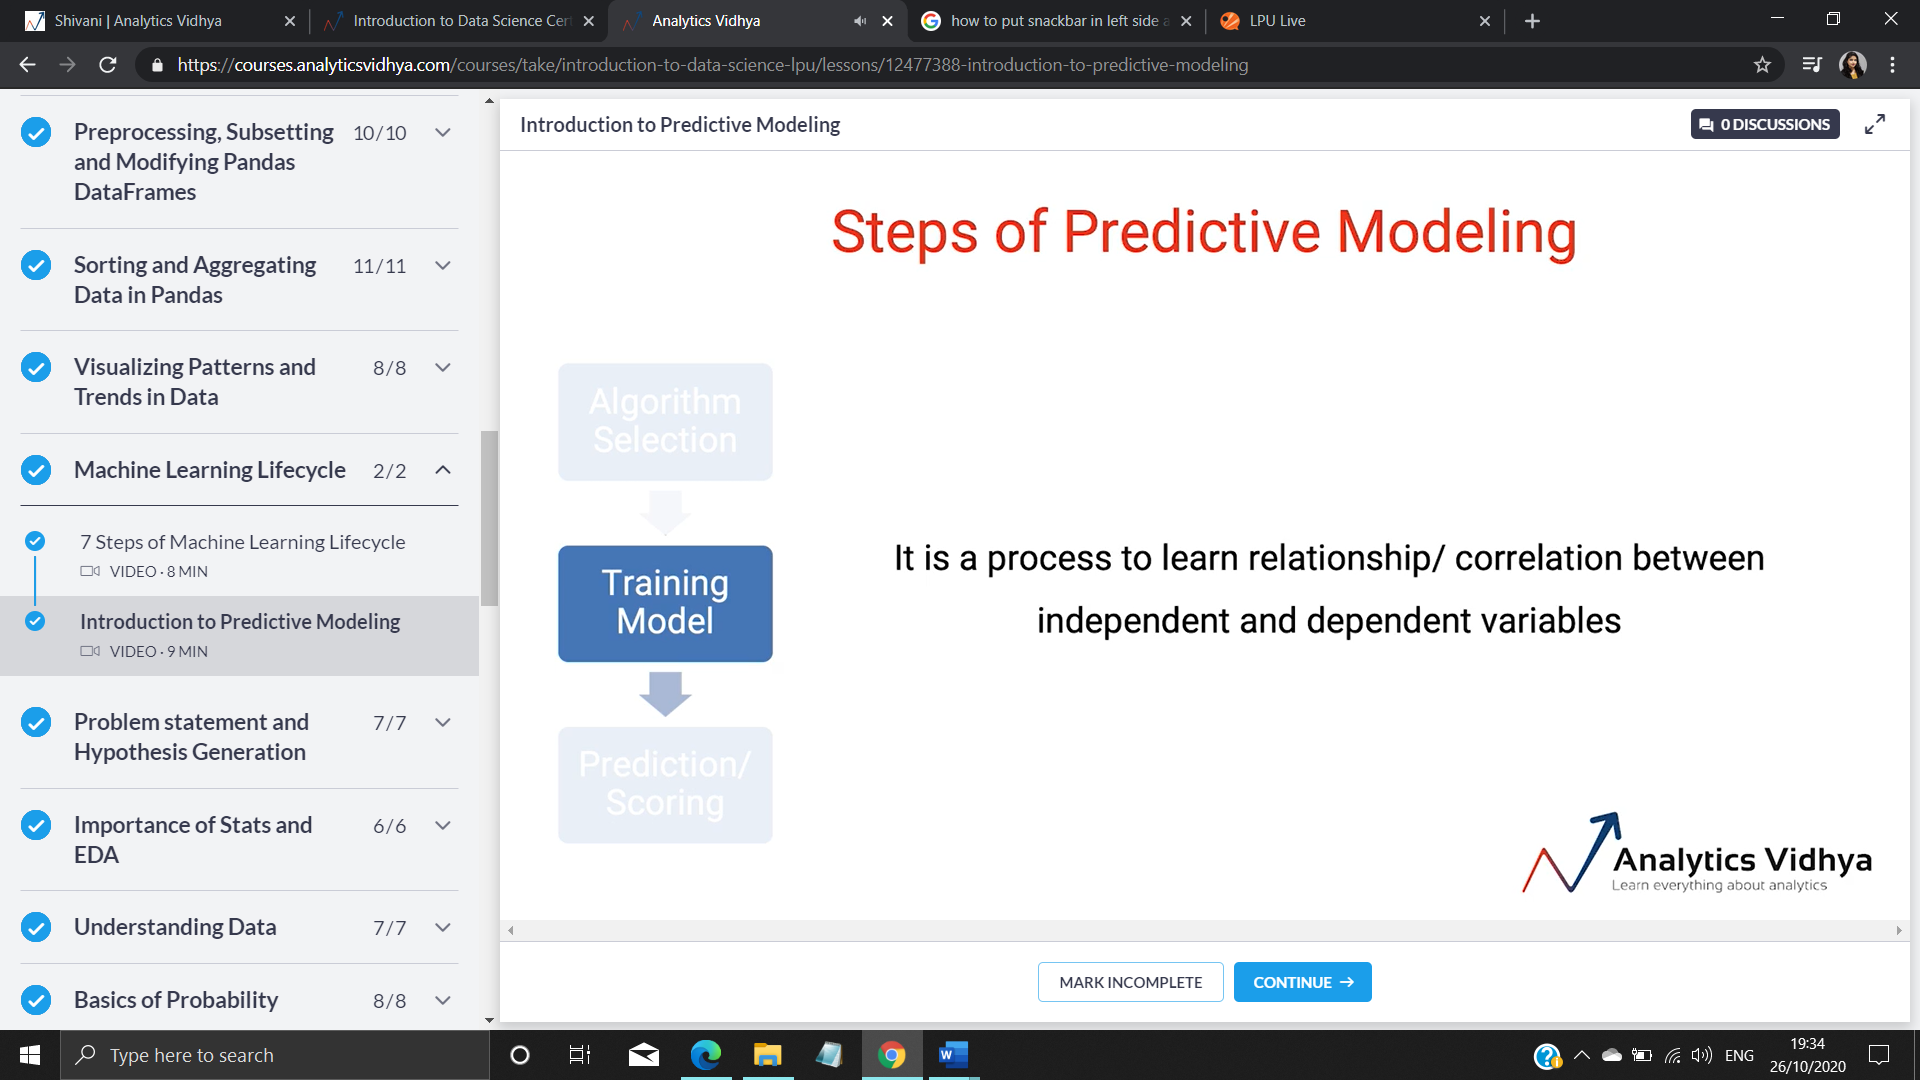 Shivani | Analytics Vidhya
Introduction to Data Science Cert
Analytics Vidhya
how to put snackbar in left side a
LPU Live
https://courses.analyticsvidhya.com/courses/take/introduction-to-data-science-lpu/lessons/12477388-introduction-to-predictive-modeling
Preprocessing, Subsetting 10/10
and Modifying Pandas
DataFrames
Sorting and Aggregating 11/11
Data in Pandas
Visualizing Patterns and 8/8
Trends in Data
Machine Learning Lifecycle 2/2
7 Steps of Machine Learning Lifecycle
VIDEO · 8 MIN
Introduction to Predictive Modeling
VIDEO · 9 MIN
Problem statement and 7/7
Hypothesis Generation
Importance of Stats and 6/6
EDA
Understanding Data 7/7
Basics of Probability 8/8
Introduction to Predictive Modeling
0 DISCUSSIONS
Steps of Predictive Modeling
Algorithm
Selection
Training
Model
Prediction/
Scoring
It is a process to learn relationship/ correlation between
independent and dependent variables
Analytics Vidhya
Learn everything about analytics
MARK INCOMPLETE
CONTINUE →
Type here to search
ENG
19:34
26/10/2020